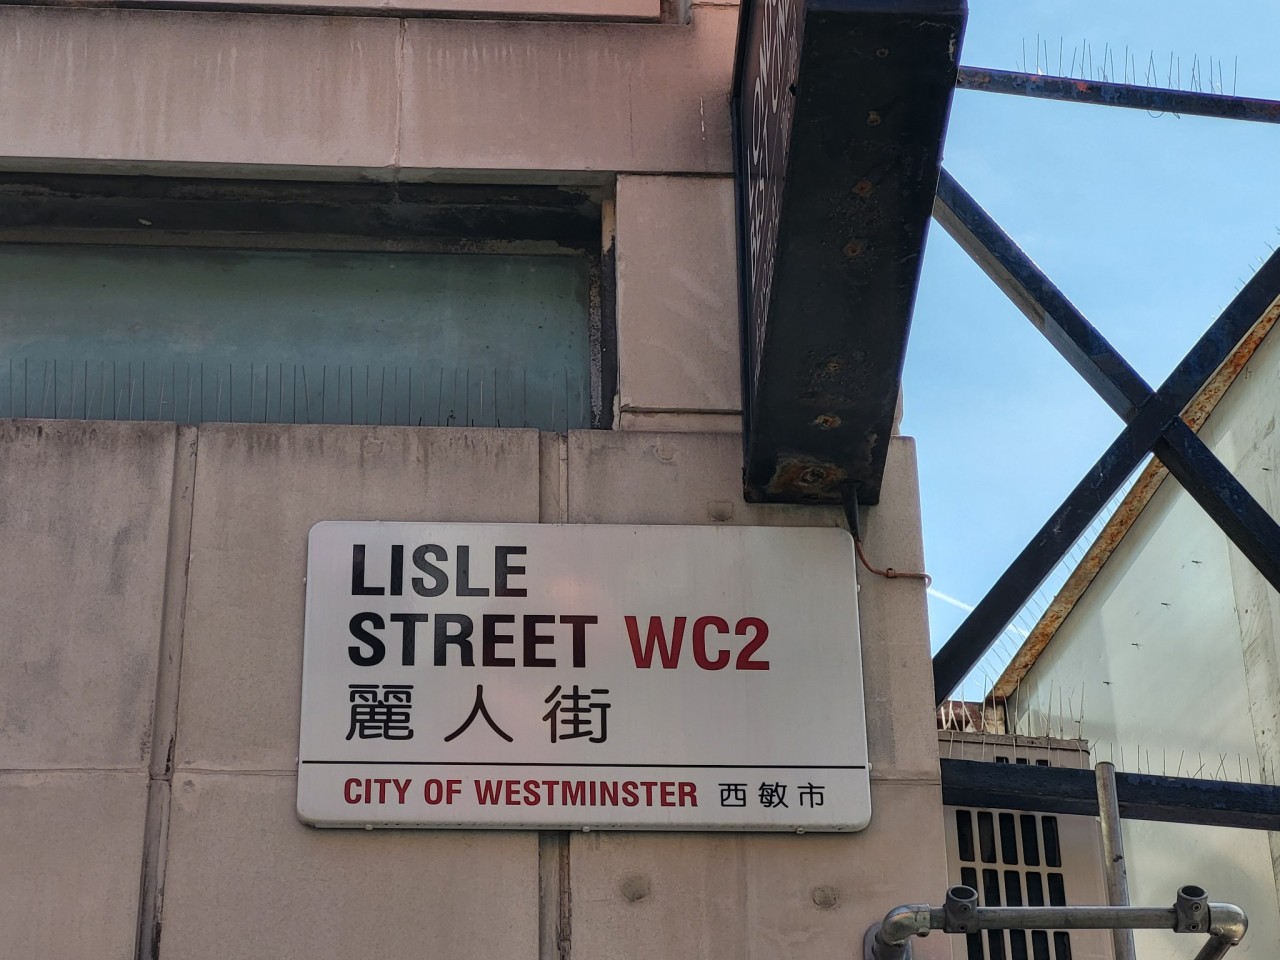 LISLE
STREET WC2
麗人街
CITY OF WESTMINSTER 西敏市